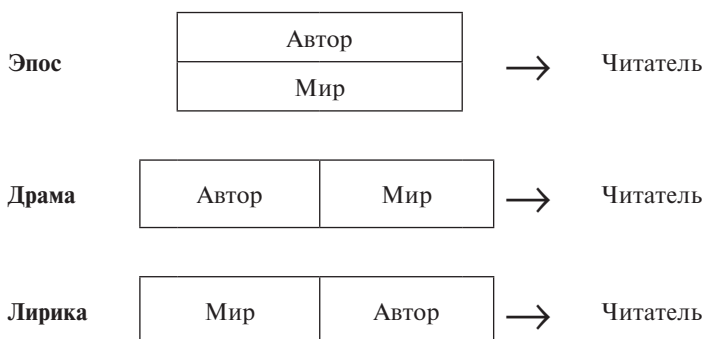 Автор
Эпос → Читатель
Мир
Драма Автор Мир → Читатель
Лирика Мир Автор → Читатель